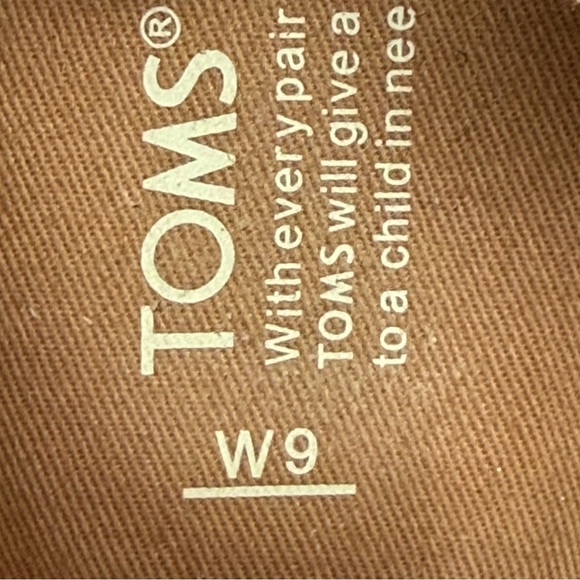 TOMS®
With every pair
TOMS will give a
to a child in nee
W9